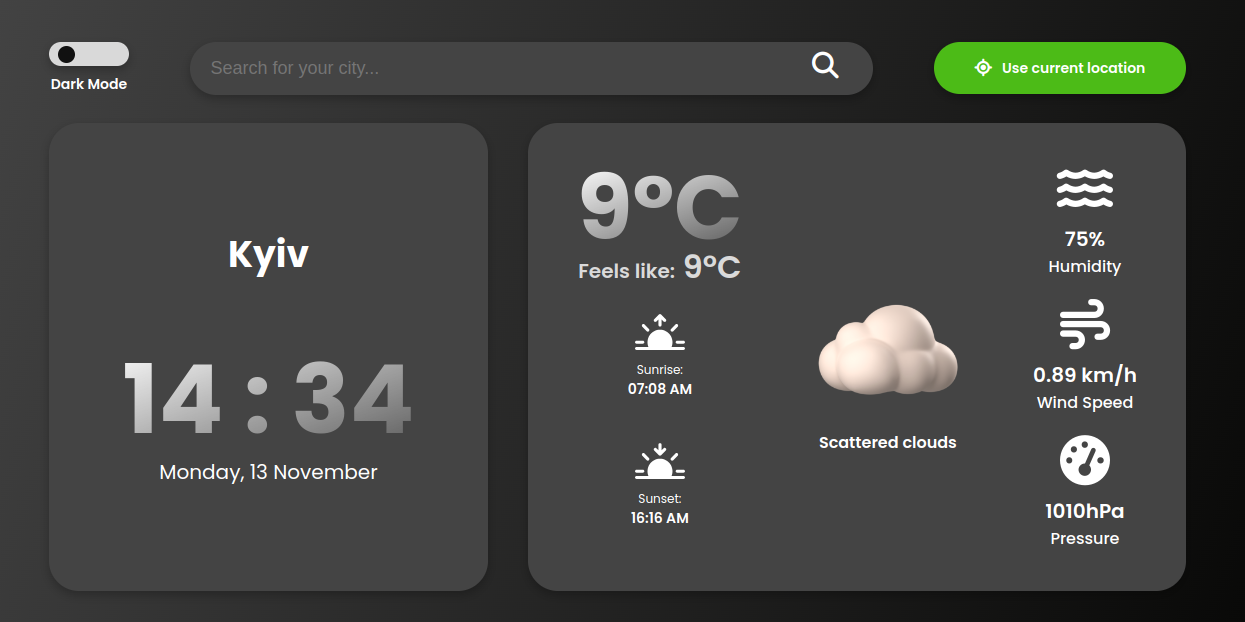 Dark Mode
Search for your city...
Use current location
Kyiv
14 : 34
Monday, 13 November
9°C
Feels like: 9°C
Sunrise:
07:08 AM
Sunset:
16:16 AM
Scattered clouds
75%
Humidity
0.89 km/h
Wind Speed
1010hPa
Pressure